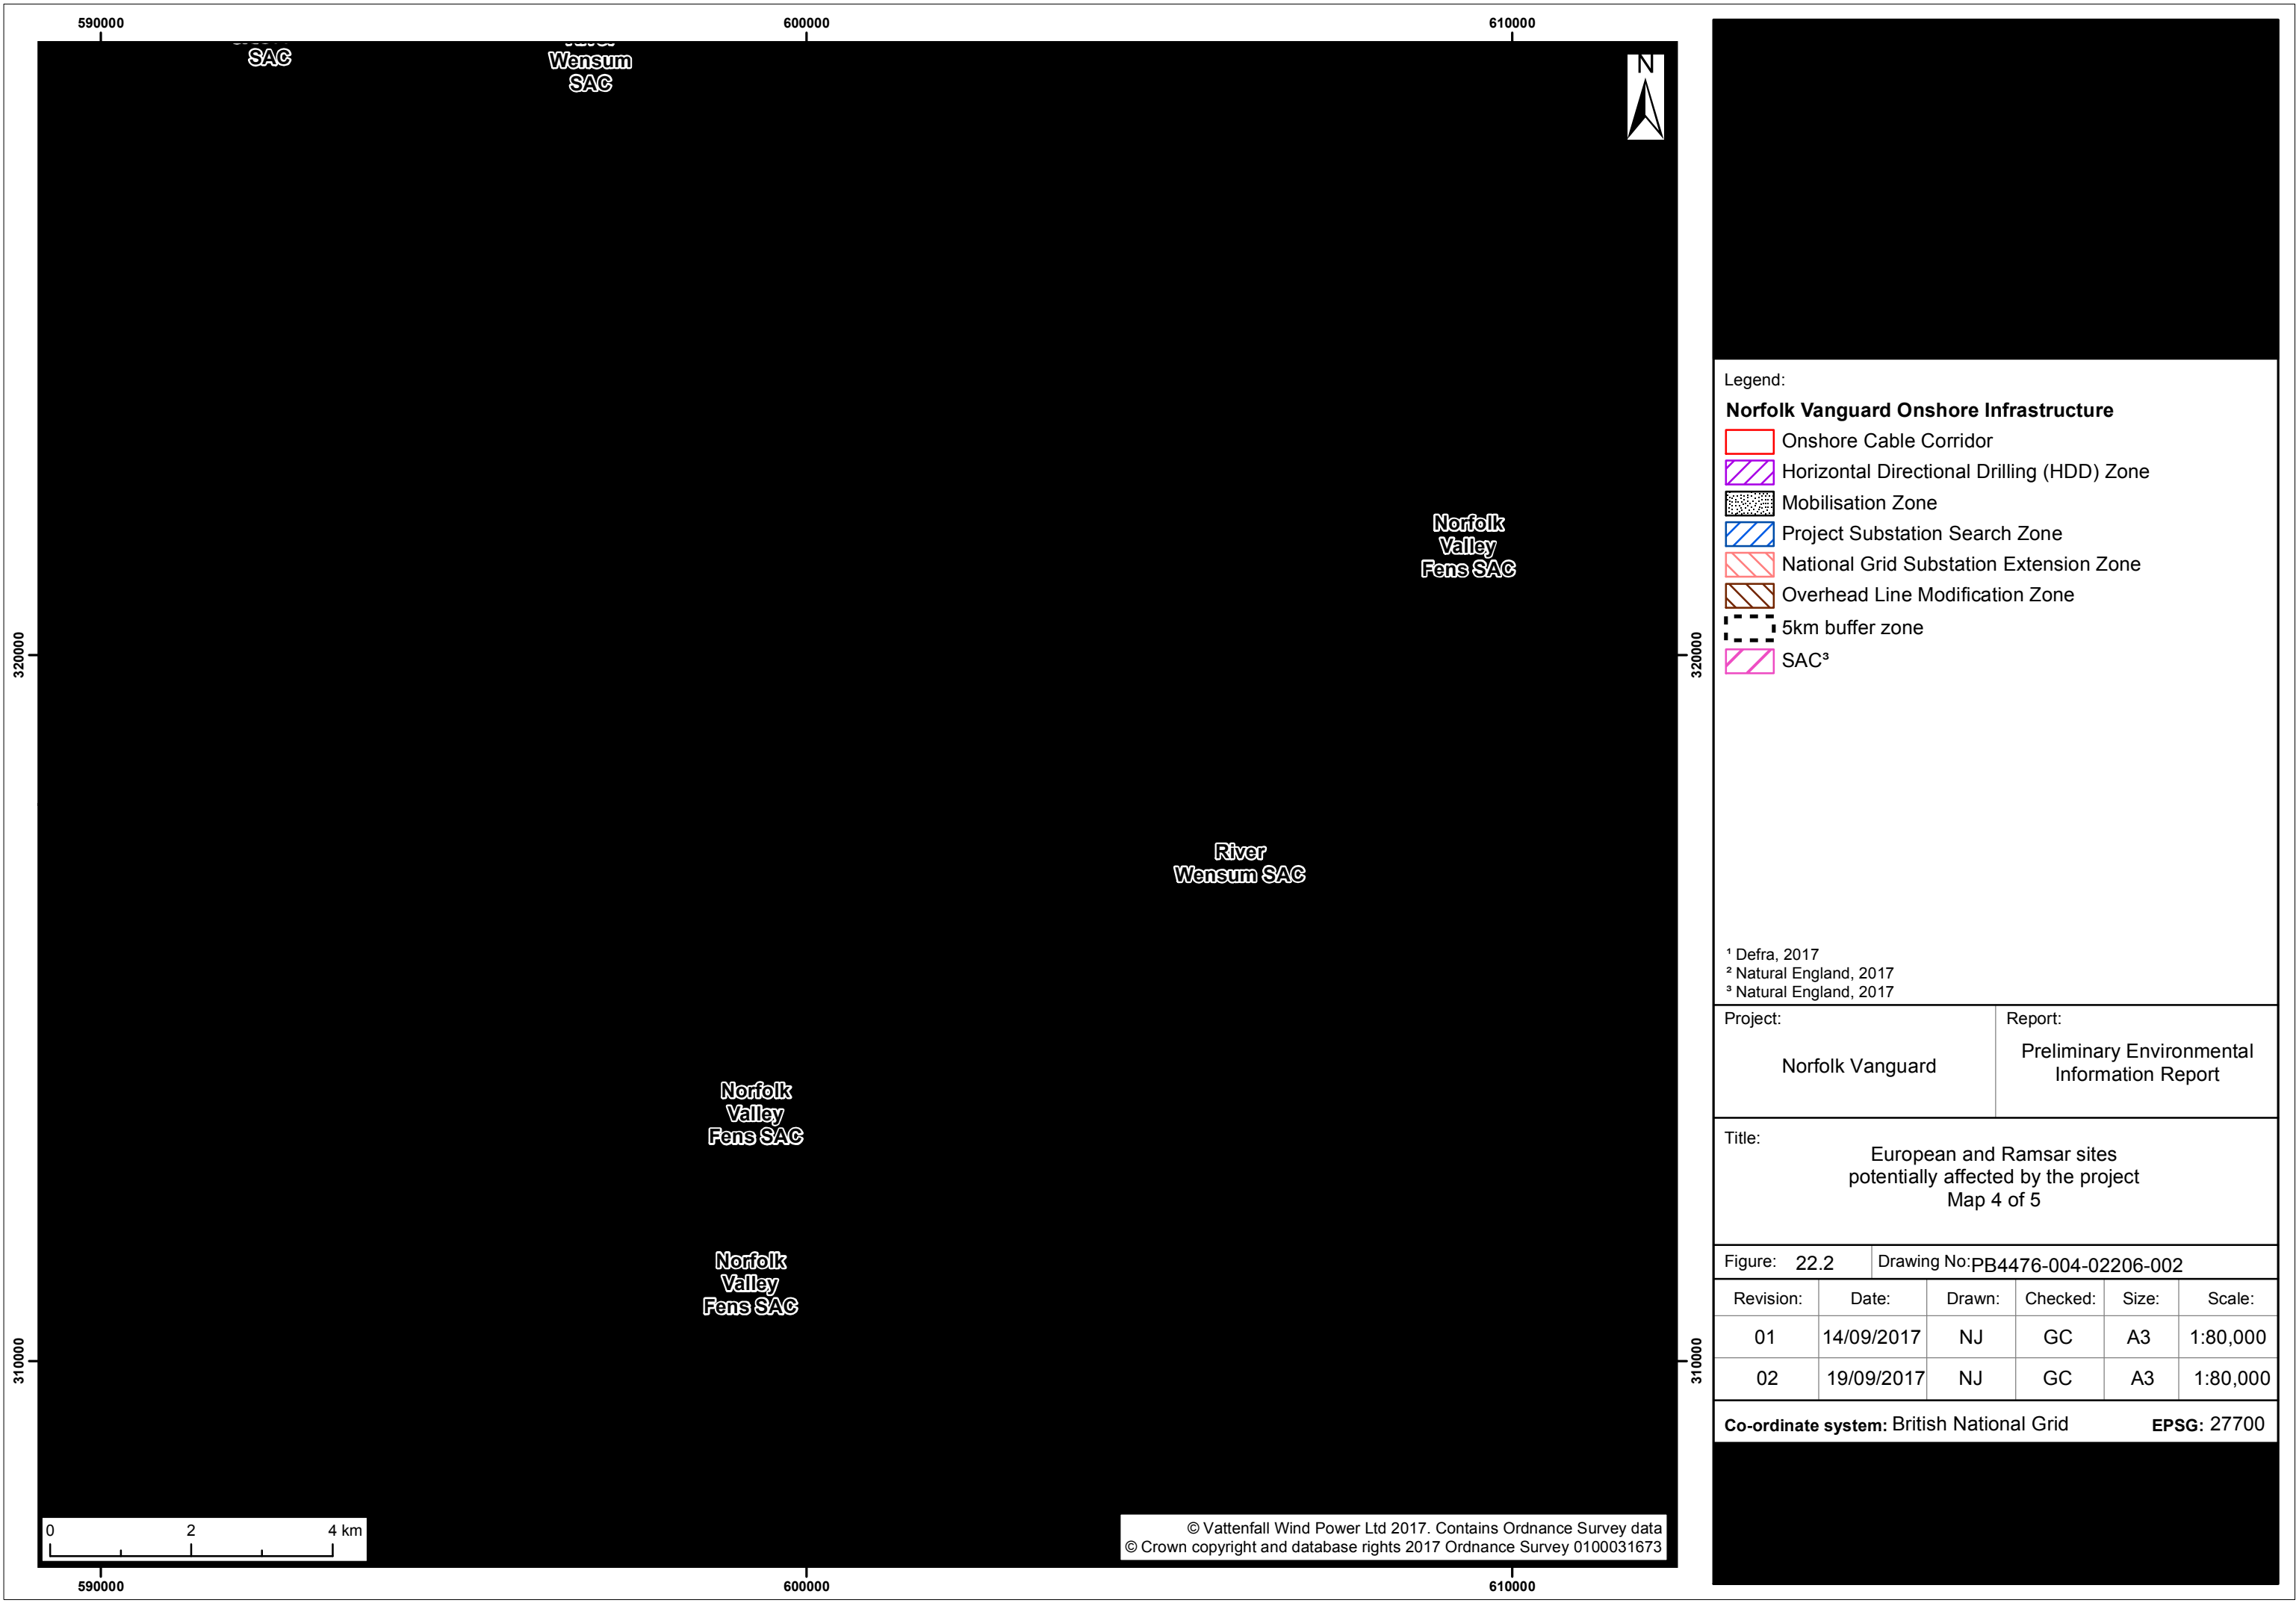 590000
600000
610000
SAC
Wensum
SAC
N
Norfolk
Valley
Fens SAC
320000
320000
River
Wensum SAC
Norfolk
Valley
Fens SAC
Norfolk
Valley
Fens SAC
310000
310000
0 2 4 km
© Vattenfall Wind Power Ltd 2017. Contains Ordnance Survey data
© Crown copyright and database rights 2017 Ordnance Survey 0100031673
590000
600000
610000
Legend:
Norfolk Vanguard Onshore Infrastructure
Onshore Cable Corridor
Horizontal Directional Drilling (HDD) Zone
Mobilisation Zone
Project Substation Search Zone
National Grid Substation Extension Zone
Overhead Line Modification Zone
5km buffer zone
SAC³
¹ Defra, 2017
² Natural England, 2017
³ Natural England, 2017
Project:
Norfolk Vanguard
Report:
Preliminary Environmental
Information Report
Title:
European and Ramsar sites
potentially affected by the project
Map 4 of 5
Figure: 22.2 Drawing No: PB4476-004-02206-002
Revision: Date: Drawn: Checked: Size: Scale:
01 14/09/2017 NJ GC A3 1:80,000
02 19/09/2017 NJ GC A3 1:80,000
Co-ordinate system: British National Grid EPSG: 27700